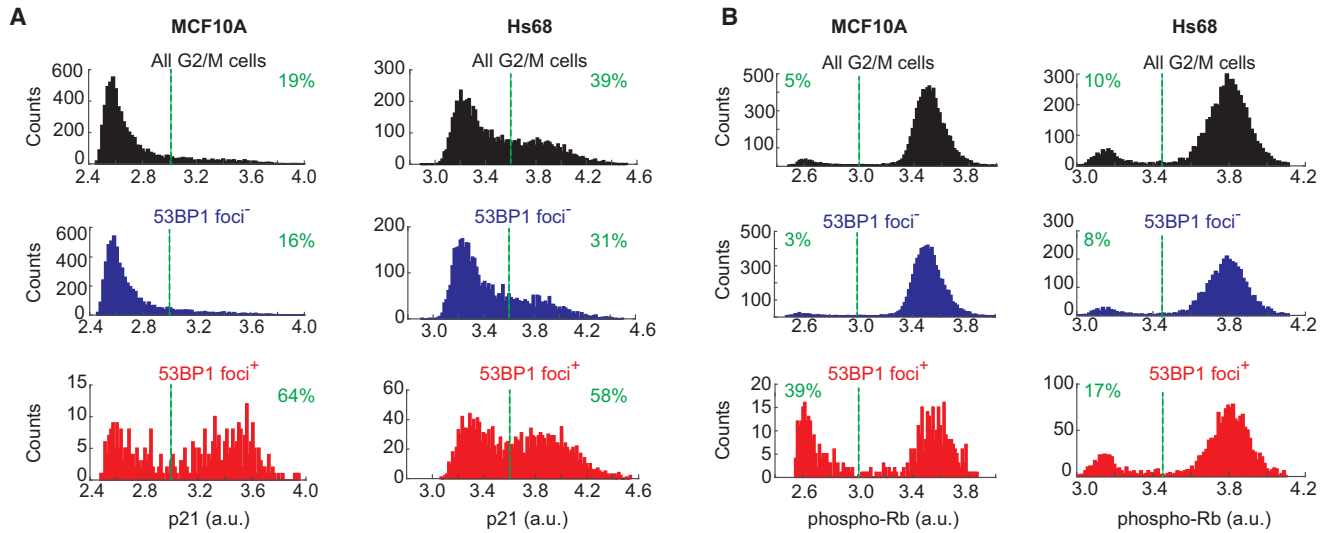 A
MCF10A
Hs68
B
MCF10A
Hs68
All G2/M cells
All G2/M cells
All G2/M cells
All G2/M cells
Counts
600
400
200
0
19%
2.4 2.8 3.2 3.6 4.0
300
200
100
0
39%
3.0 3.4 3.8 4.2 4.6
Counts
500
300
100
5%
2.6 3.0 3.4 3.8
300
200
100
0
10%
3.0 3.4 3.8 4.2
53BP1 foci-
53BP1 foci-
53BP1 foci-
53BP1 foci-
Counts
600
400
200
0
16%
2.4 2.8 3.2 3.6 4.0
200
100
0
31%
3.0 3.4 3.8 4.2 4.6
Counts
500
300
100
3%
2.6 3.0 3.4 3.8
300
200
100
0
8%
3.0 3.4 3.8 4.2
53BP1 foci+
53BP1 foci+
53BP1 foci+
53BP1 foci+
Counts
15
10
5
0
64%
2.4 2.8 3.2 3.6 4.0
60
40
20
0
58%
3.0 3.4 3.8 4.2 4.6
Counts
20
15
10
5
0
39%
2.6 3.0 3.4 3.8
100
50
0
17%
3.0 3.4 3.8 4.2
p21 (a.u.)
p21 (a.u.)
phospho-Rb (a.u.)
phospho-Rb (a.u.)